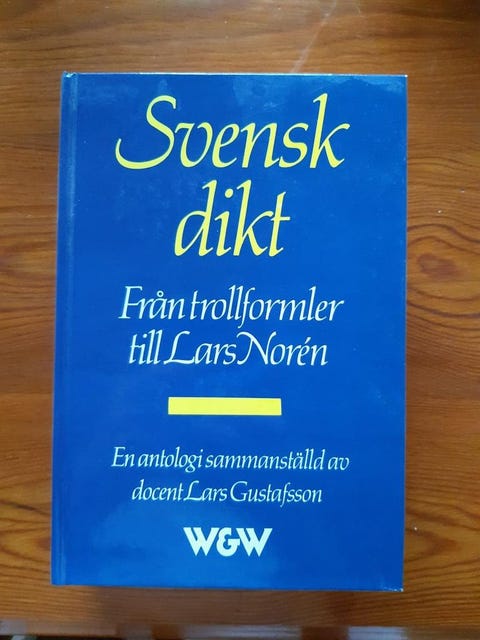 Svensk
dikt
Från trollformler
till Lars Norén
En antologi sammanställd av
docent Lars Gustafsson
W&W